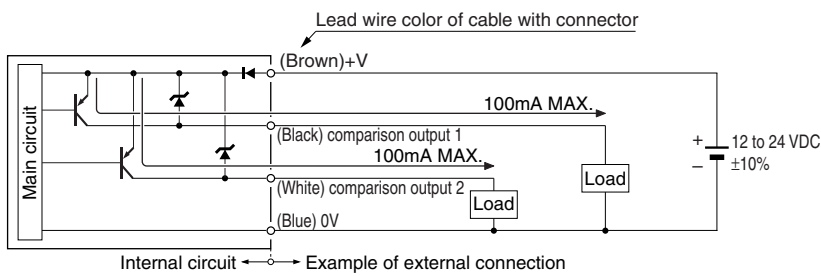 Lead wire color of cable with connector
(Brown)+V
100mA MAX.
(Black) comparison output 1
100mA MAX.
(White) comparison output 2
(Blue) 0V
Main circuit
Load
Load
+
12 to 24 VDC
–
±10%
Internal circuit
Example of external connection